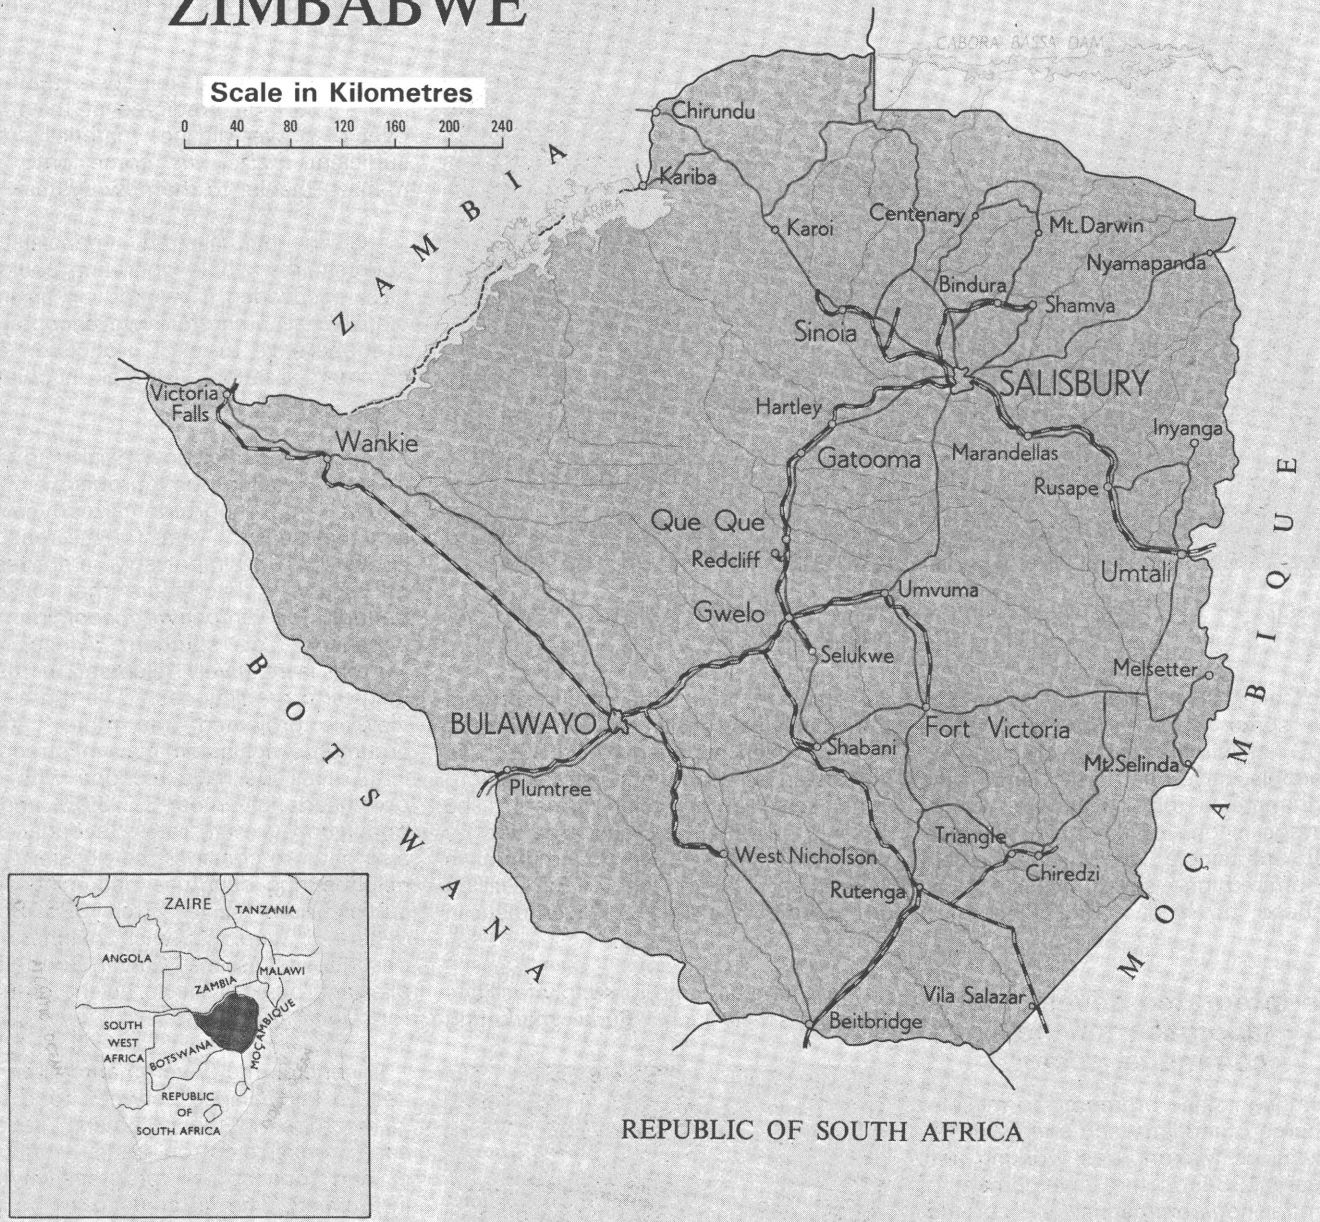 ZIMBABWE
Scale in Kilometres
0 40 80 120 160 200 240
CABORA BASSA DAM
ZAMBIA
Chirundu
Kariba
KARIBA
Karoi
Centenary
Mt. Darwin
Nyamapanda
Bindura
Shamva
Sinoia
SALISBURY
Victoria
Falls
Wankie
Hartley
Gatooma
Marandellas
Inyanga
Rusape
Que Que
Redcliff
Umtali
Gwelo
Umvuma
Selukwe
Melsetter
BULAWAYO
Fort Victoria
Shabani
Mt. Selinda
Plumtree
Triangle
West Nicholson
Chiredzi
Rutenga
Vila Salazar
Beitbridge
BOTSWANA
MOÇAMBIQUE
REPUBLIC OF SOUTH AFRICA
ZAIRE
TANZANIA
ANGOLA
MALAWI
ZAMBIA
MOÇAMBIQUE
SOUTH
WEST
AFRICA
BOTSWANA
REPUBLIC
OF
SOUTH AFRICA